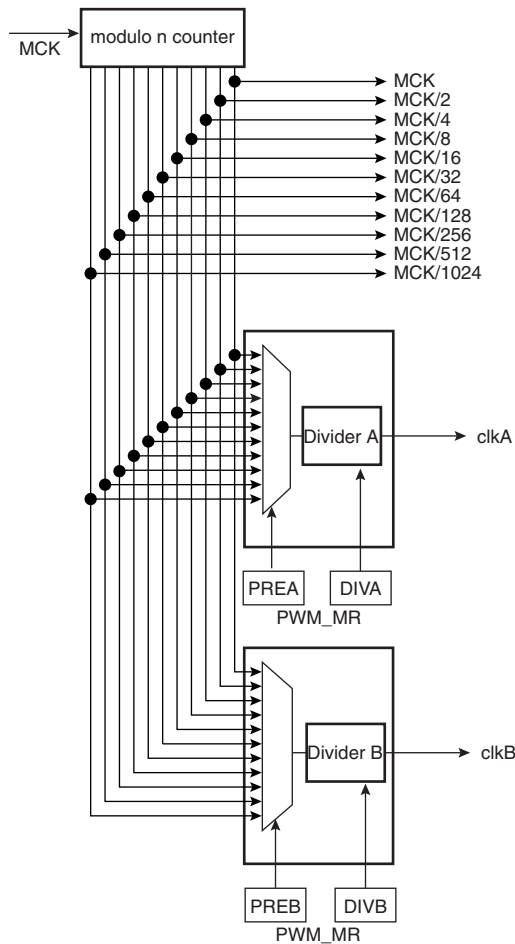 modulo n counter
MCK
MCK
MCK/2
MCK/4
MCK/8
MCK/16
MCK/32
MCK/64
MCK/128
MCK/256
MCK/512
MCK/1024
Divider A
clkA
PREA
DIVA
PWM_MR
Divider B
clkB
PREB
DIVB
PWM_MR